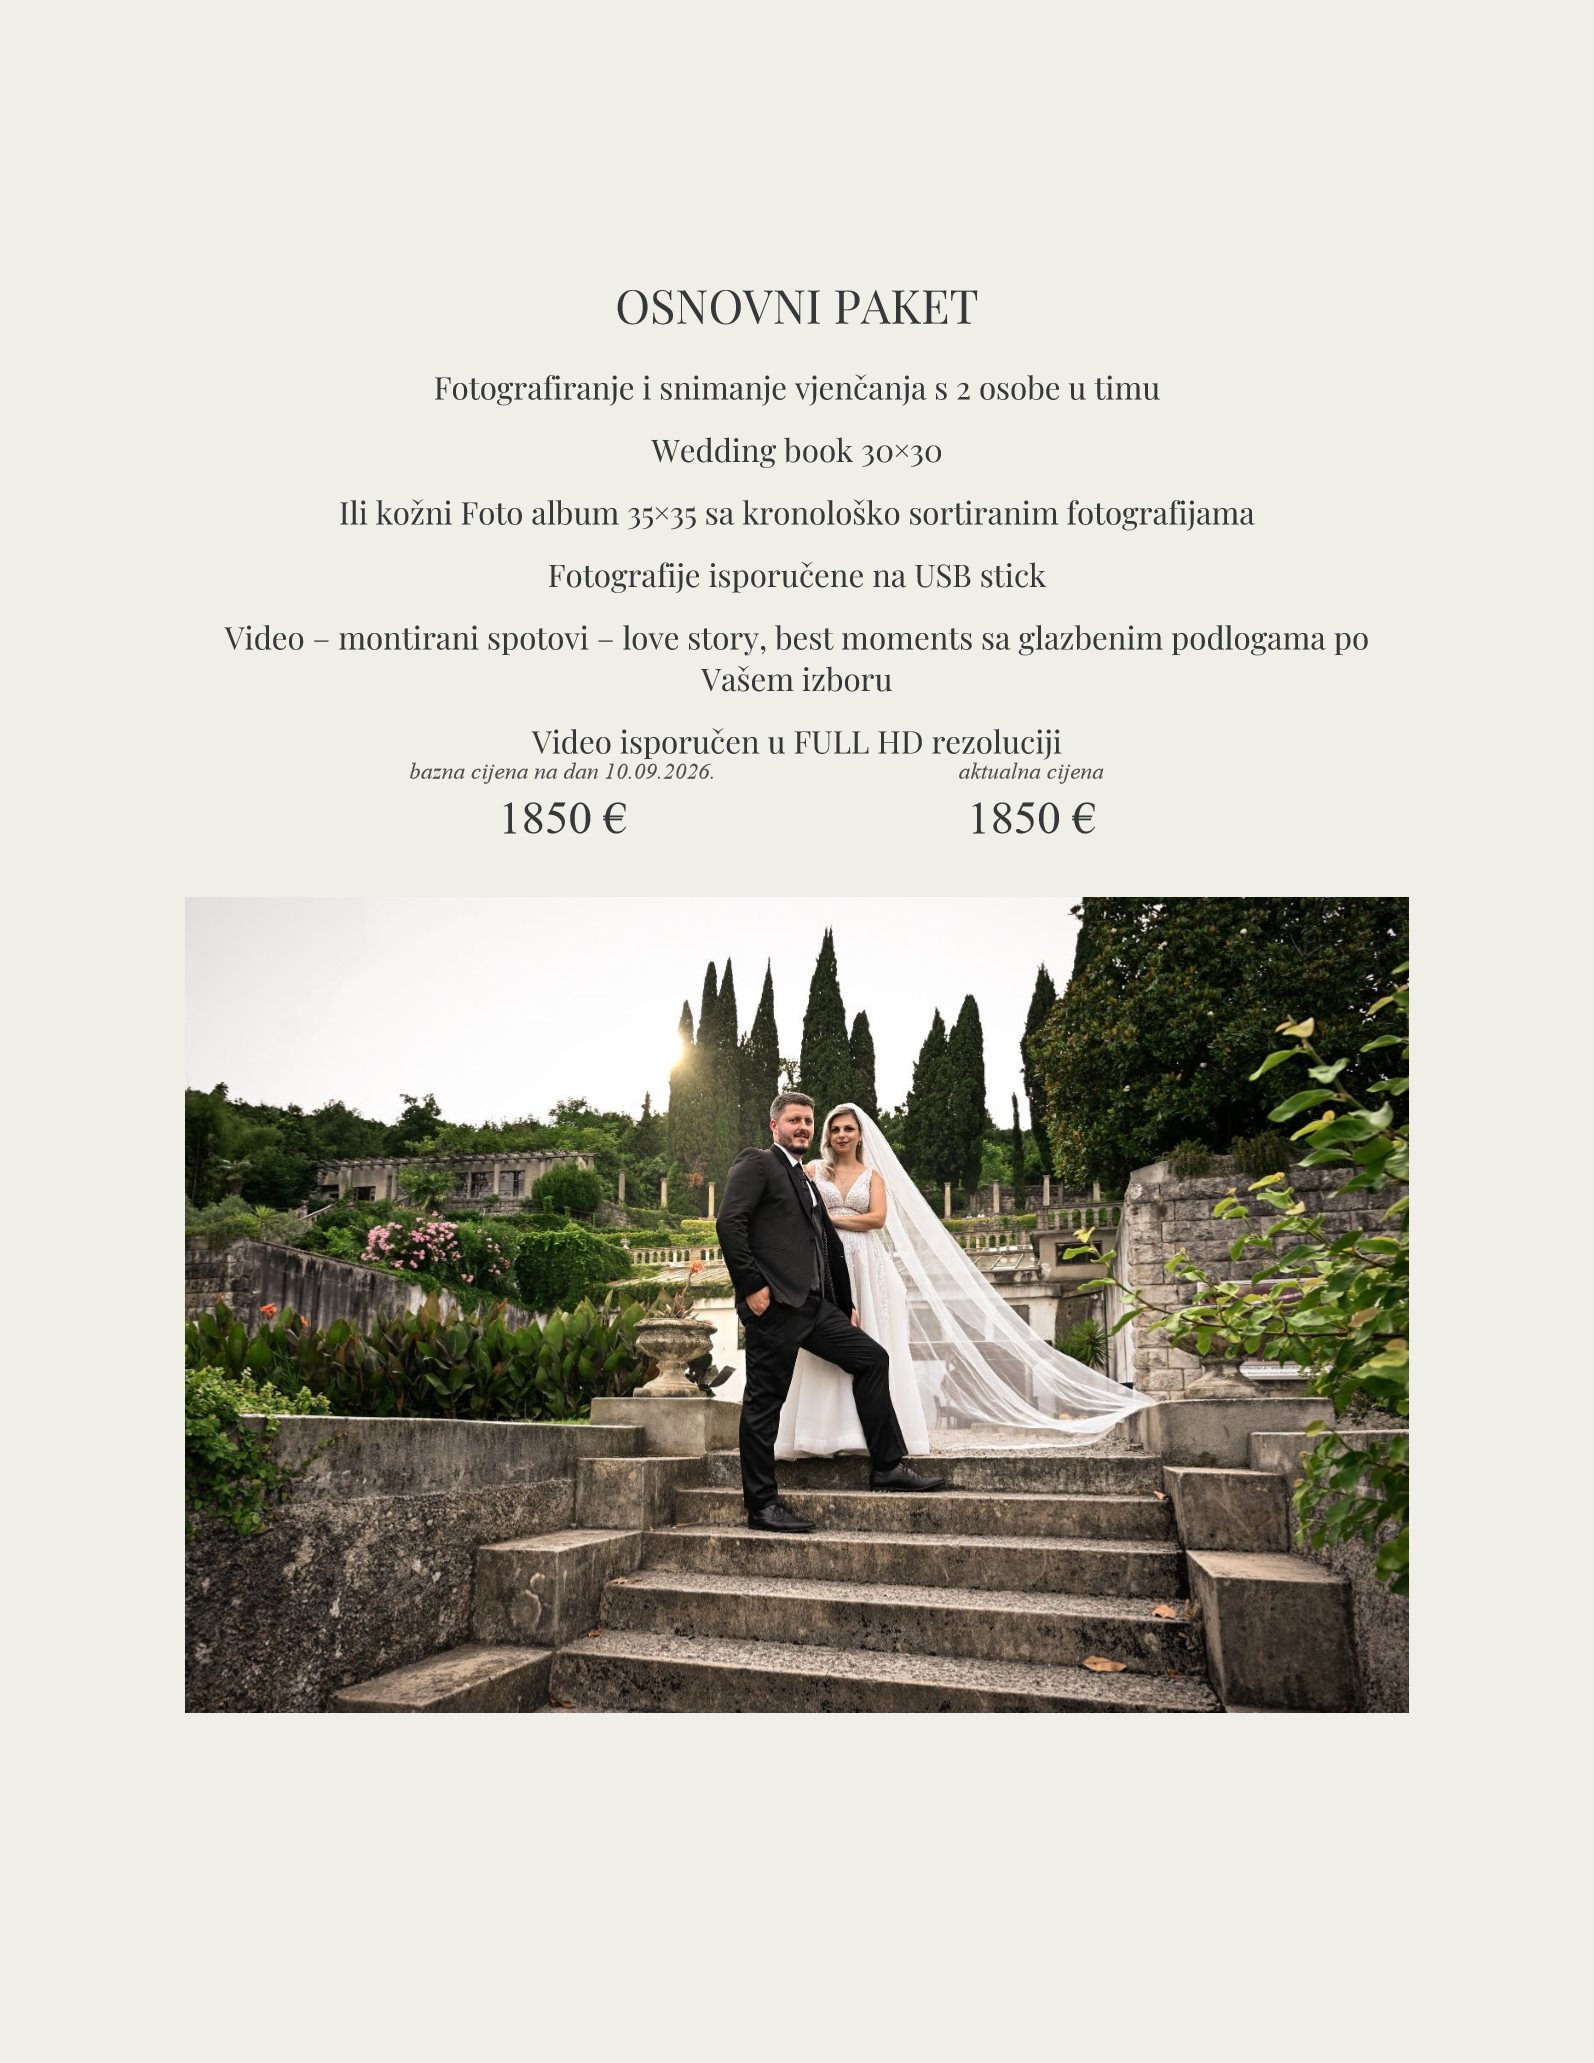 OSNOVNI PAKET
Fotografiranje i snimanje vjenčanja s 2 osobe u timu
Wedding book 30×30
Ili kožni Foto album 35×35 sa kronološko sortiranim fotografijama
Fotografije isporučene na USB stick
Video – montirani spotovi – love story, best moments sa glazbenim podlogama po
Vašem izboru
Video isporučen u FULL HD rezoluciji
bazna cijena na dan 10.09.2026.
1850 €
aktualna cijena
1850 €